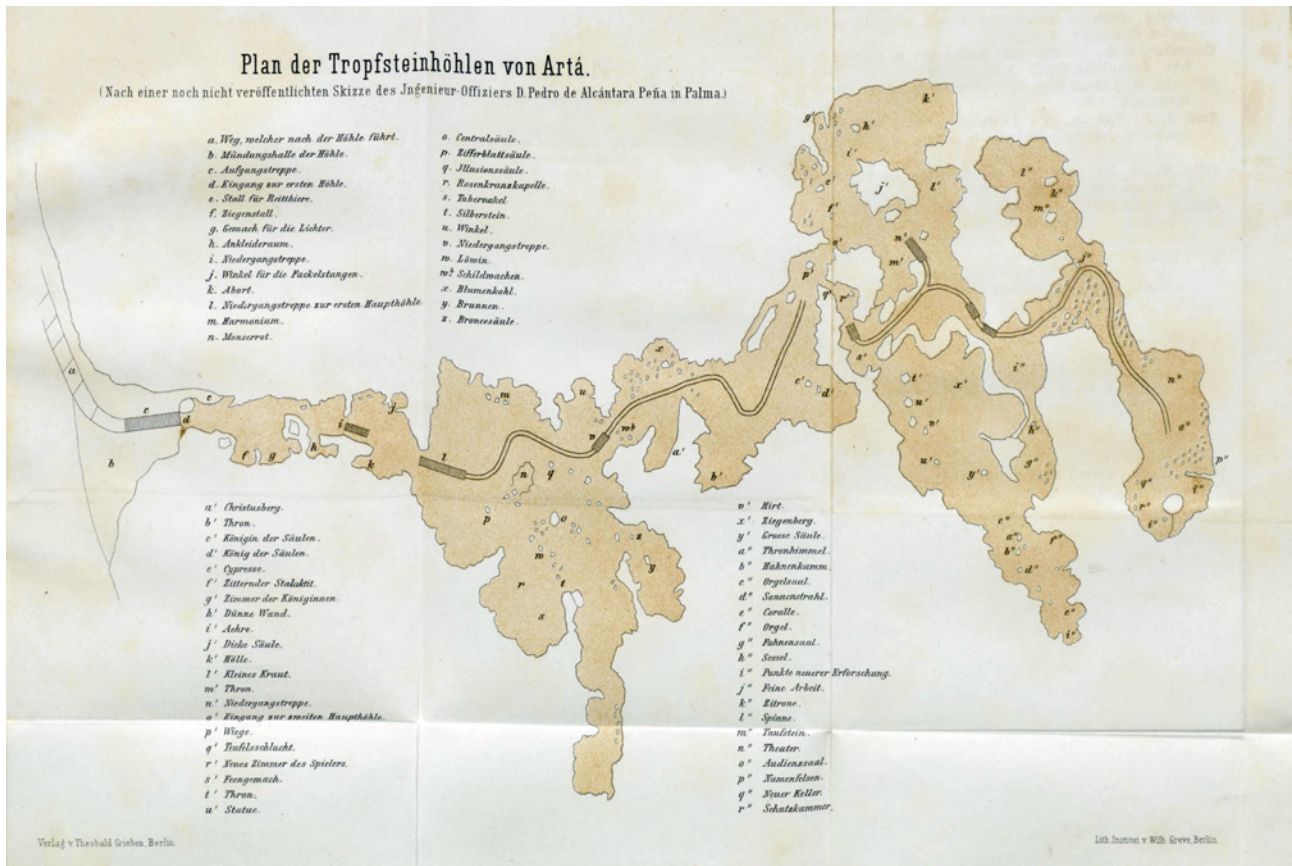 Plan der Tropfsteinhöhlen von Artá.
(Nach einer noch nicht veröffentlichten Skizze des Jngenieur-Offiziers D. Pedro de Alcántara Peña in Palma.)
a. Weg, welcher nach der Höhle führt.
b. Mündungshalle der Höhle.
c. Aufgangstreppe.
d. Eingang zur ersten Höhle.
e. Stall für Reitthiere.
f. Ziegenstall.
g. Gemach für die Lichter.
h. Ankleideraum.
i. Niedergangstreppe.
j. Winkel für die Fackelstangen.
k. Abort.
l. Niedergangstreppe zur ersten Haupthöhle.
m. Harmonium.
n. Monserrot.
o. Centralsäule.
p. Zifferblattsäule.
q. Jllusionssäule.
r. Rosenkranzkapelle.
s. Tabernakel
t. Silberstein.
u. Winkel.
v. Niedergangstreppe.
w. Löwin.
wb. Schildwachen.
x. Blumenkohl.
y. Brunnen.
z. Broncesäule.
a' Christusberg.
b' Thron.
c' Königin der Säulen.
d' König der Säulen.
e' Cypresse.
f' Zitternder Stalaktit.
g' Zimmer der Königinnen.
h' Dünne Wand.
i' Aehre.
j' Dicke Säule.
k' Hölle.
l' Kleines Kraut.
m' Thron.
n' Niedergangstreppe.
o' Eingang zur zweiten Haupthöhle.
p' Wiege.
q' Teufelsschlucht.
r' Neues Zimmer des Spielers.
s' Feengemach.
t' Thron.
u' Statue.
v' Hirt.
x' Ziegenberg.
y' Grosse Säule.
a" Thronhimmel.
b" Hahnenkamm.
c" Orgelsaal.
d" Sonnenstrahl.
e" Coralle.
f" Orgel.
g" Fahnensaal.
h" Sessel.
i" Punkte neuerer Erforschung.
j" Feine Arbeit.
k" Zitrone.
l" Spinne.
m" Taufstein.
n" Theater.
o" Audienzsaal.
p" Namenfelsen.
q" Neuer Keller.
r" Schatzkammer.
Verlag v Theobald Grieben, Berlin.
Lith. Institut v. Wilh Greve, Berlin.